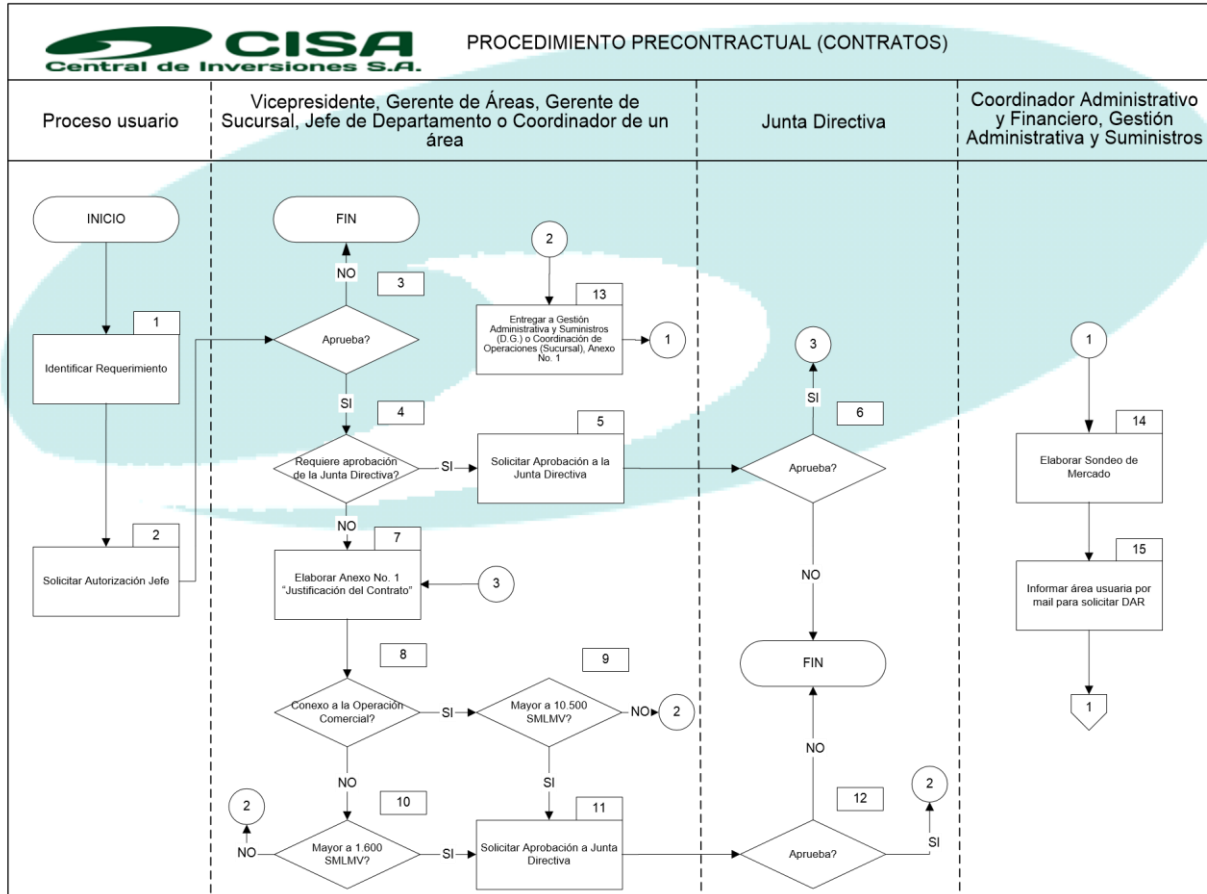 CISA
Central de Inversiones S.A.
PROCEDIMIENTO PRECONTRACTUAL (CONTRATOS)
Proceso usuario
Vicepresidente, Gerente de Áreas, Gerente de
Sucursal, Jefe de Departamento o Coordinador de un
área
Junta Directiva
Coordinador Administrativo
y Financiero, Gestión
Administrativa y Suministros
INICIO
1
Identificar Requerimiento
2
Solicitar Autorización Jefe
FIN
NO
3
Aprueba?
SI
4
Requiere aprobación
de la Junta Directiva?
SI
NO
5
Solicitar Aprobación a la
Junta Directiva
2
13
Entregar a Gestión
Administrativa y Suministros
(D.G.) o Coordinación de
Operaciones (Sucursal), Anexo
No. 1
1
7
Elaborar Anexo No. 1
“Justificación del Contrato”
3
8
Conexo a la Operación
Comercial?
SI
NO
9
Mayor a 10.500
SMLMV?
NO
2
SI
10
Mayor a 1.600
SMLMV?
NO
2
SI
11
Solicitar Aprobación a Junta
Directiva
3
SI
6
Aprueba?
NO
FIN
NO
12
Aprueba?
SI
2
1
14
Elaborar Sondeo de
Mercado
15
Informar área usuaria por
mail para solicitar DAR
1